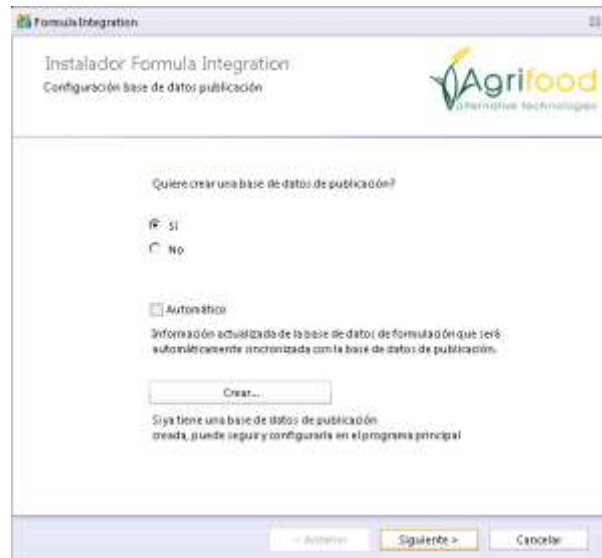 Formula Integration
Instalador Formula Integration
Configuración base de datos publicación
Agrifood
alternative technologies
Quiere crear una base de datos de publicación?
Si
No
Automático
Información actualizada de la base de datos de formulación que será
automáticamente sincronizada con la base de datos de publicación.
Crear...
Si ya tiene una base de datos de publicación
creada, puede seguir y configurarla en el programa principal
< Anterior
Siguiente >
Cancelar